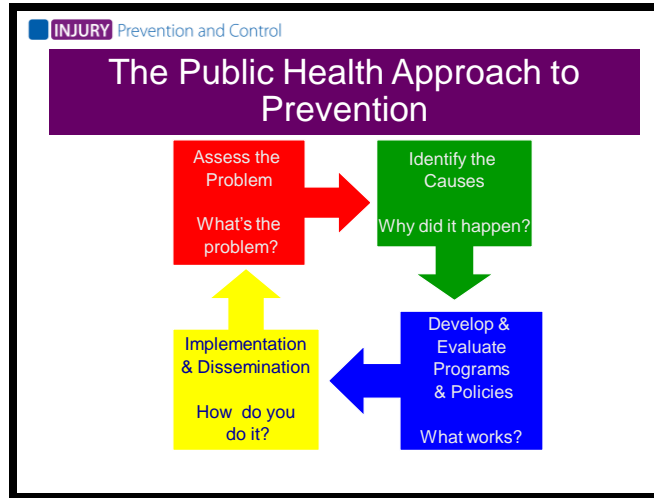 INJURY Prevention and Control
The Public Health Approach to
Prevention
Assess the
Problem
What's the
problem?
Identify the
Causes
Why did it happen?
Develop &
Evaluate
Programs
& Policies
What works?
Implementation
& Dissemination
How do you
do it?